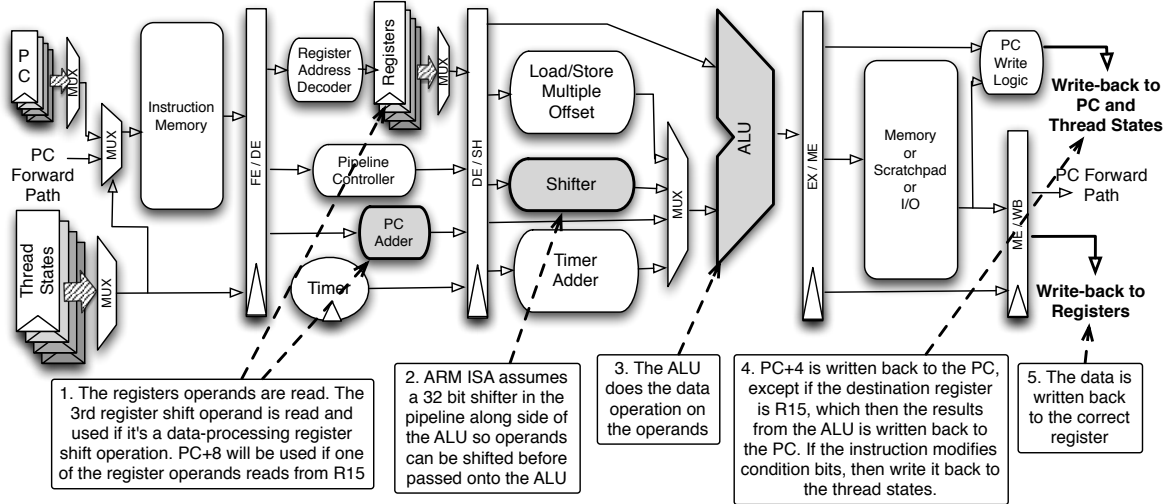 PC
MUX
PC
Forward
Path
MUX
Thread
States
MUX
Instruction
Memory
FE / DE
Register
Address
Decoder
Registers
MUX
Pipeline
Controller
PC
Adder
Timer
DE / SH
Load/Store
Multiple
Offset
Shifter
Timer
Adder
MUX
ALU
EX / ME
Memory
or
Scratchpad
or
I/O
PC
Write
Logic
ME / WB
Write-back to
PC and
Thread States
PC Forward
Path
Write-back to
Registers
1. The registers operands are read. The
3rd register shift operand is read and
used if it's a data-processing register
shift operation. PC+8 will be used if one
of the register operands reads from R15
2. ARM ISA assumes
a 32 bit shifter in the
pipeline along side of
the ALU so operands
can be shifted before
passed onto the ALU
3. The ALU
does the data
operation on
the operands
4. PC+4 is written back to the PC,
except if the destination register
is R15, which then the results
from the ALU is written back to
the PC. If the instruction modifies
condition bits, then write it back to
the thread states.
5. The data is
written back
to the correct
register